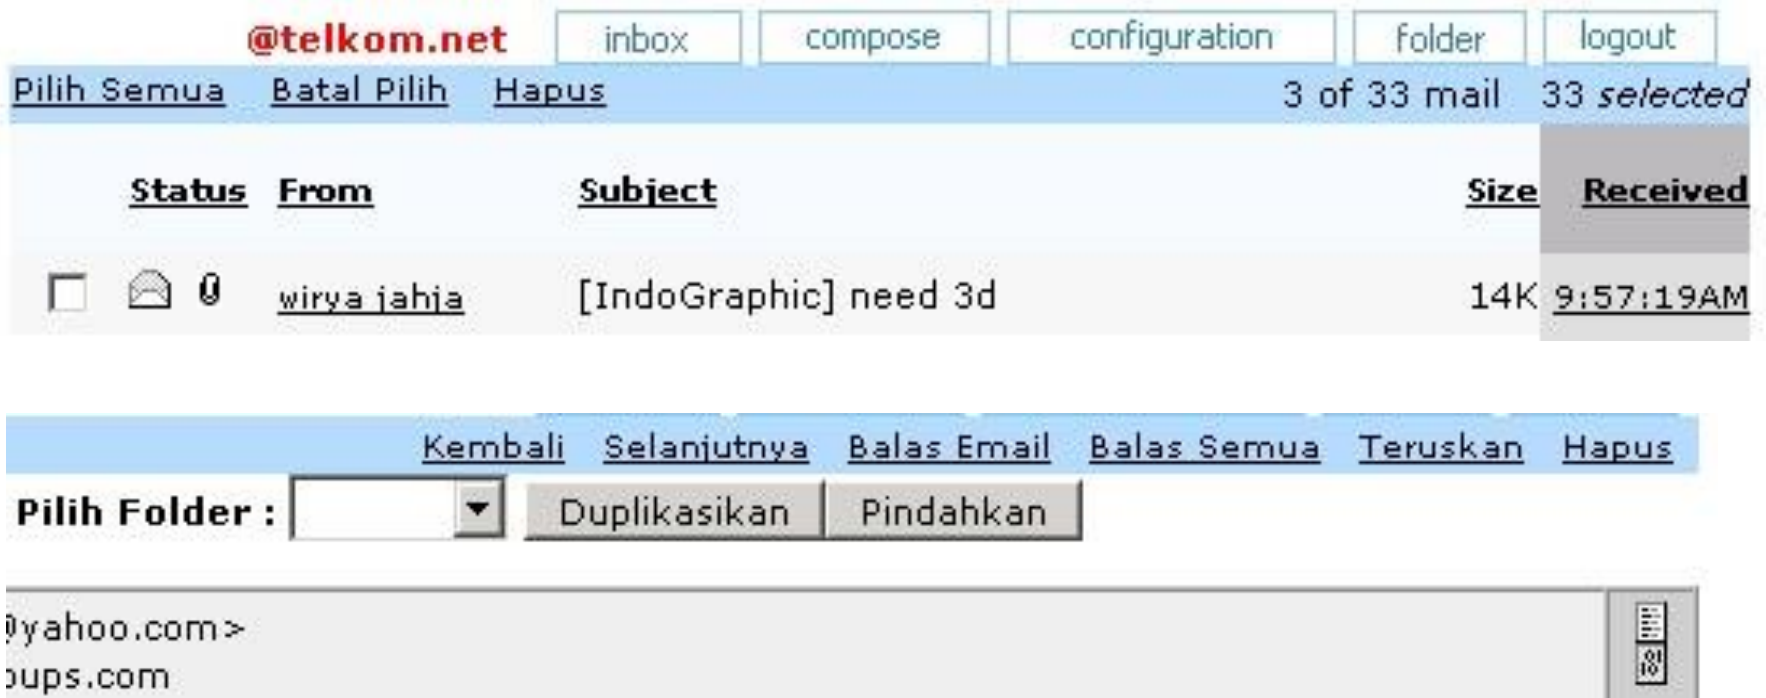 @telkom.net inbox compose configuration folder logout
Pilih Semua Batal Pilih Hapus 3 of 33 mail 33 selected
Status From Subject Size Received
wirya jahja [IndoGraphic] need 3d 14K 9:57:19AM
Kembali Selanjutnya Balas Email Balas Semua Teruskan Hapus
Pilih Folder : Duplikasikan Pindahkan
@yahoo.com>
oups.com